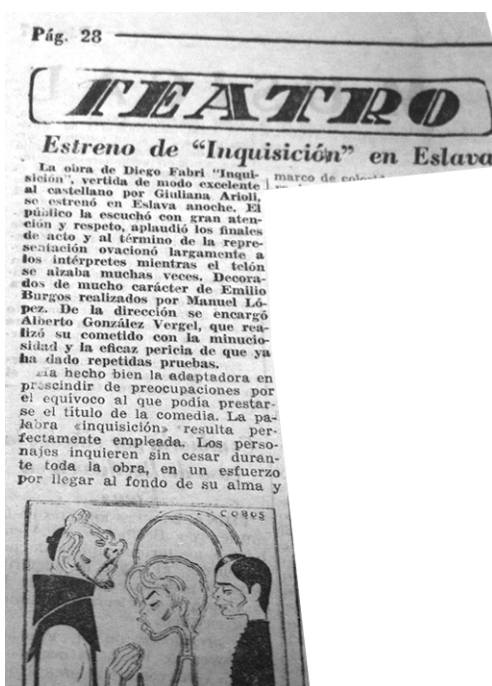 Pág. 28
TEATRO
Estreno de "Inquisición" en Eslava
La obra de Diego Fabri "Inqui-
sición", vertida de modo excelente
al castellano por Giuliana Arioli,
se estrenó en Eslava anoche. El
público la escuchó con gran aten-
ción y respeto, aplaudió los finales
de acto y al término de la repre-
sentación ovacionó largamente a
los intérpretes mientras el telón
se alzaba muchas veces. Decora-
dos de mucho carácter de Emilio
Burgos realizados por Manuel Ló-
pez. De la dirección se encargó
Alberto González Vergel, que rea-
lizó su cometido con la minucio-
sidad y la eficaz pericia de que ya
ha dado repetidas pruebas.
Ha hecho bien la adaptadora en
prescindir de preocupaciones por
el equívoco al que podía prestar-
se el título de la comedia. La pa-
labra «inquisición» resulta per-
fectamente empleada. Los perso-
najes inquieren sin cesar duran-
te toda la obra, en un esfuerzo
por llegar al fondo de su alma y
marco de
COBOS